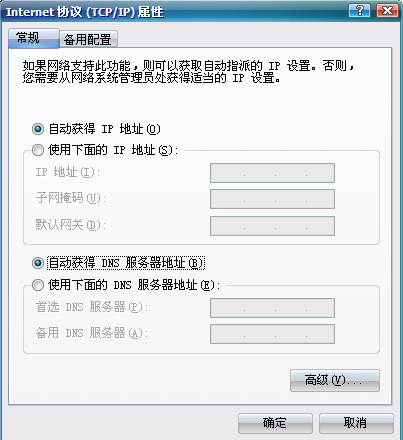 Internet 协议 (TCP/IP) 属性
常规 备用配置
如果网络支持此功能，则可以获取自动指派的 IP 设置。否则，
您需要从网络系统管理员处获得适当的 IP 设置。
自动获得 IP 地址(O)
使用下面的 IP 地址(S):
IP 地址(I):
子网掩码(U):
默认网关(D):
自动获得 DNS 服务器地址(B)
使用下面的 DNS 服务器地址(E):
首选 DNS 服务器(P):
备用 DNS 服务器(A):
高级(V)...
确定 取消